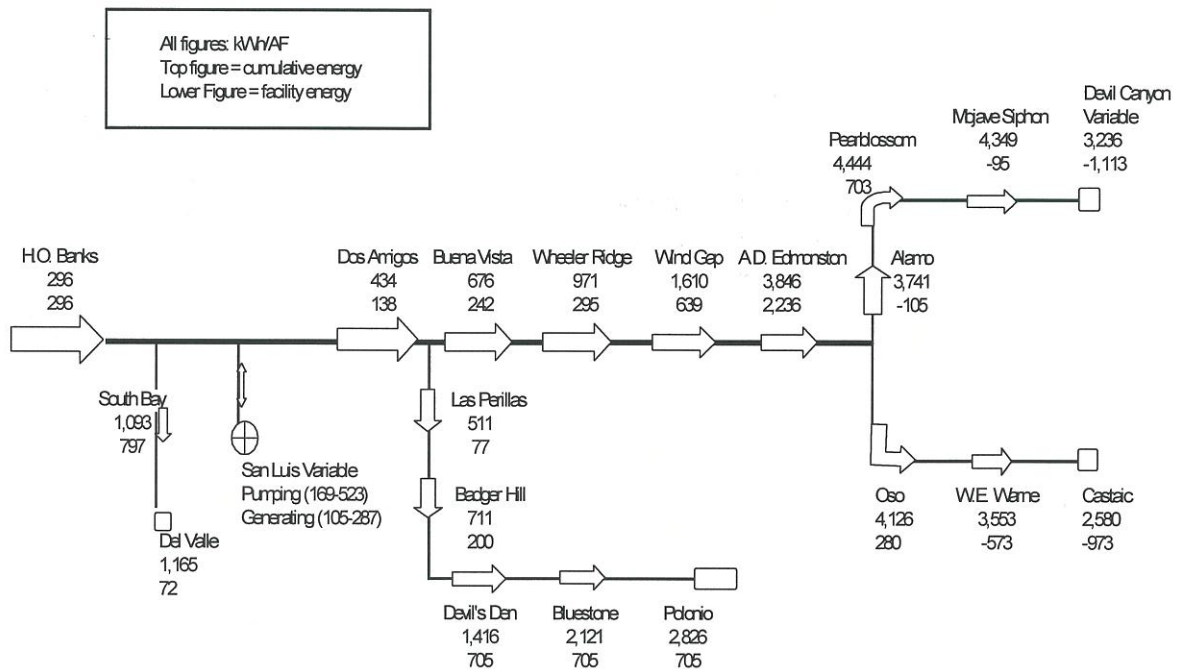 All figures: kWh/AF
Top figure = cumulative energy
Lower Figure = facility energy
Devil Canyon
Variable
3,236
-1,113
Mojave Siphon
4,349
-95
Pearblossom
4,444
703
H.O. Banks
296
296
Dos Amigos
434
138
Buena Vista
676
242
Wheeler Ridge
971
295
Wind Gap
1,610
639
A.D. Edmonston
3,846
2,236
Alamo
3,741
-105
South Bay
1,093
797
Del Valle
1,165
72
San Luis Variable
Pumping (169-523)
Generating (105-287)
Las Perillas
511
77
Badger Hill
711
200
Devil's Den
1,416
705
Bluestone
2,121
705
Polonio
2,826
705
Oso
4,126
280
W.E. Warne
3,553
-573
Castaic
2,580
-973